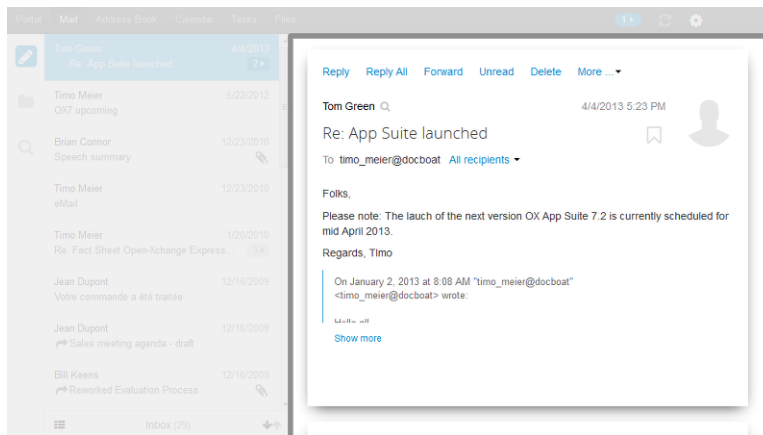 Portal Mail Address Book Calendar Tasks Files 1
Tom Green 4/4/2013
Re: App Suite launched 2
Timo Meier 5/22/2012
OX7 upcoming
Brian Connor 12/23/2010
Speech summary
Timo Meier 12/23/2010
eMail
Timo Meier 1/20/2010
Re: Fact Sheet Open-Xchange Express... 3
Jean Dupont 12/16/2009
Votre commande a été traitée
Jean Dupont 12/16/2009
Sales meeting agenda - draft
Bill Keens 12/16/2009
Reworked Evaluation Process
Inbox (29)
Reply Reply All Forward Unread Delete More ...
Tom Green 4/4/2013 5:23 PM
Re: App Suite launched
To timo_meier@docboat All recipients
Folks,
Please note: The lauch of the next version OX App Suite 7.2 is currently scheduled for
mid April 2013.
Regards, TImo
On January 2, 2013 at 8:08 AM "timo_meier@docboat"
<timo_meier@docboat> wrote:
Hello all
Show more